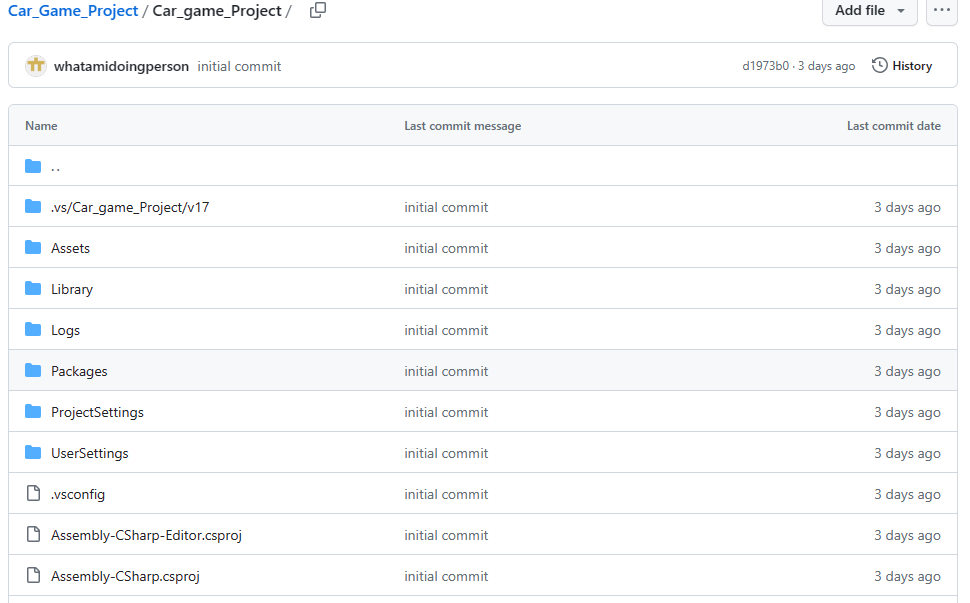 Car_Game_Project / Car_game_Project /
Add file
whatamidoingperson initial commit d1973b0 · 3 days ago History
Name Last commit message Last commit date
..
.vs/Car_game_Project/v17 initial commit 3 days ago
Assets initial commit 3 days ago
Library initial commit 3 days ago
Logs initial commit 3 days ago
Packages initial commit 3 days ago
ProjectSettings initial commit 3 days ago
UserSettings initial commit 3 days ago
.vsconfig initial commit 3 days ago
Assembly-CSharp-Editor.csproj initial commit 3 days ago
Assembly-CSharp.csproj initial commit 3 days ago